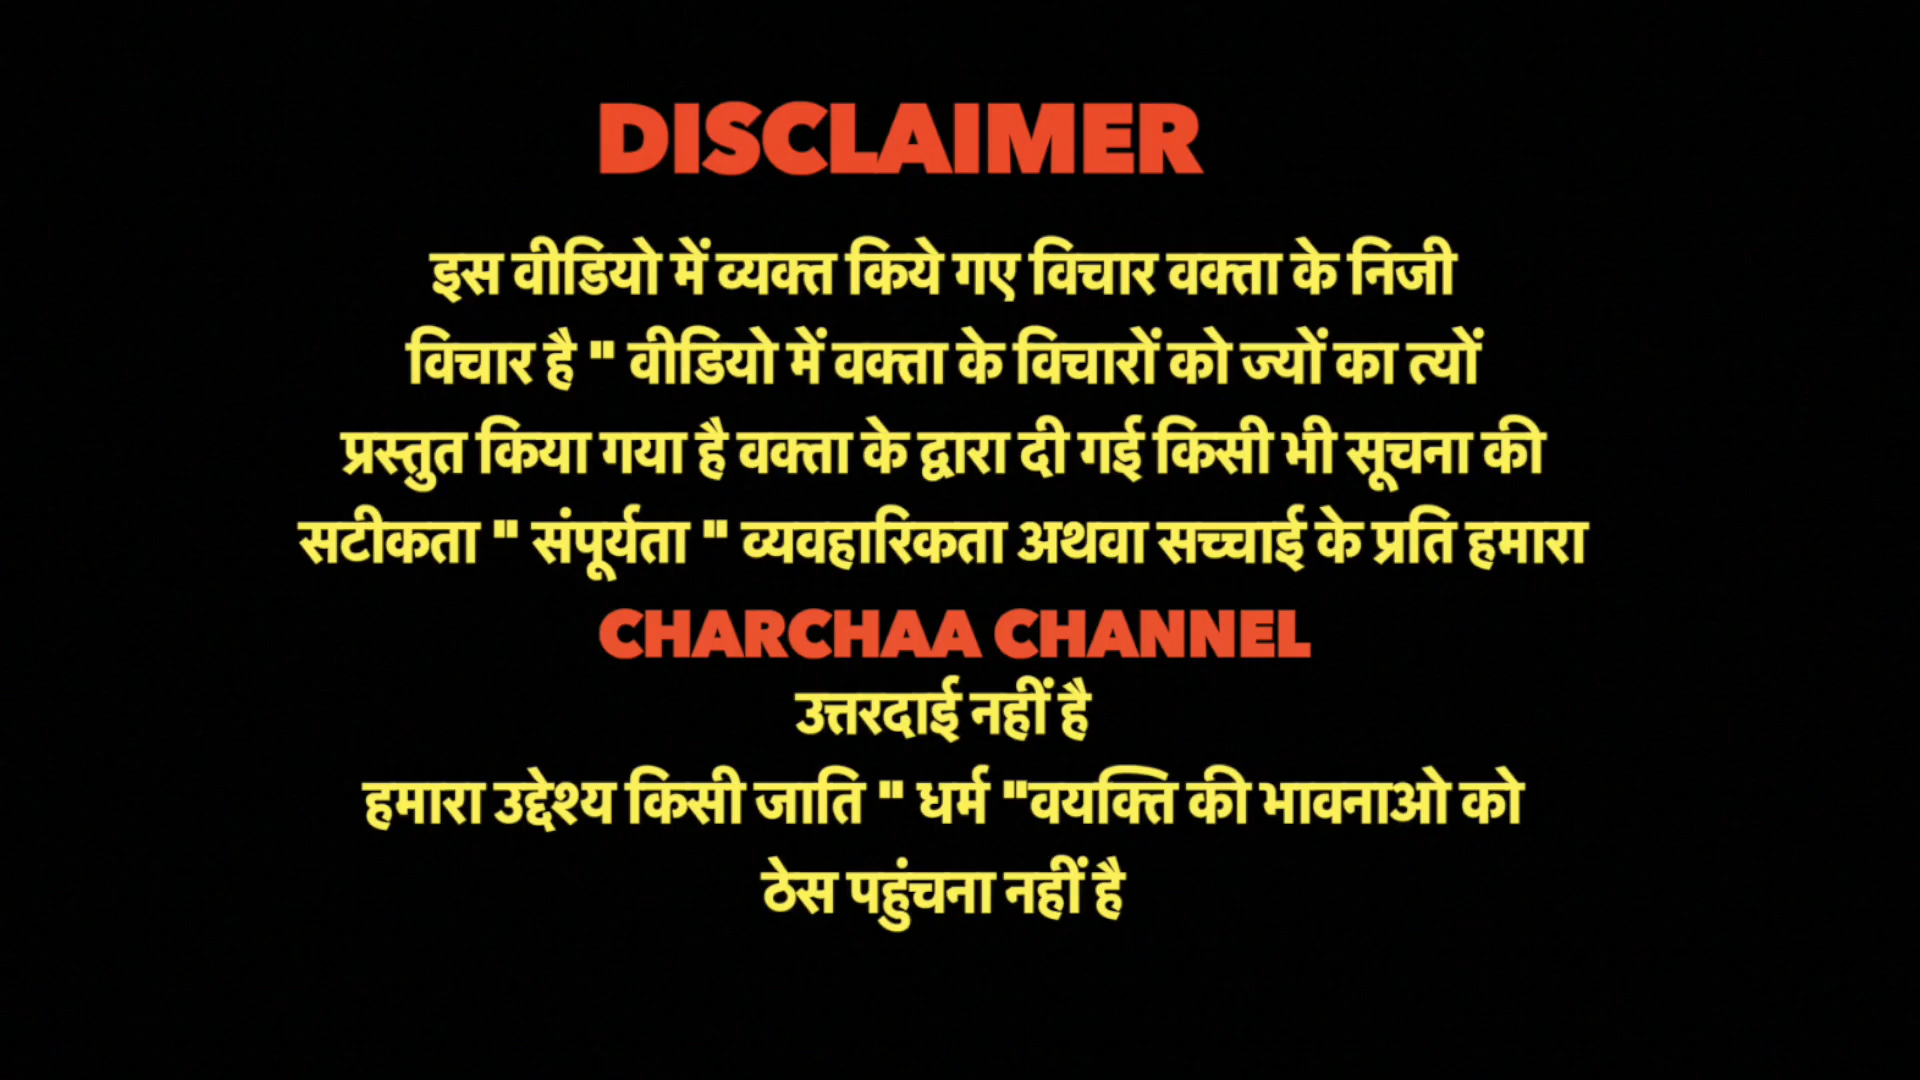 DISCLAIMER
इस वीडियो में व्यक्त किये गए विचार वक्ता के निजी
विचार है " वीडियो में वक्ता के विचारों को ज्यों का त्यों
प्रस्तुत किया गया है वक्ता के द्वारा दी गई किसी भी सूचना की
सटीकता " संपूर्यता " व्यवहारिकता अथवा सच्चाई के प्रति हमारा
CHARCHAA CHANNEL
उत्तरदाई नहीं है
हमारा उद्देश्य किसी जाति " धर्म "वयक्ति की भावनाओ को
ठेस पहुंचना नहीं है